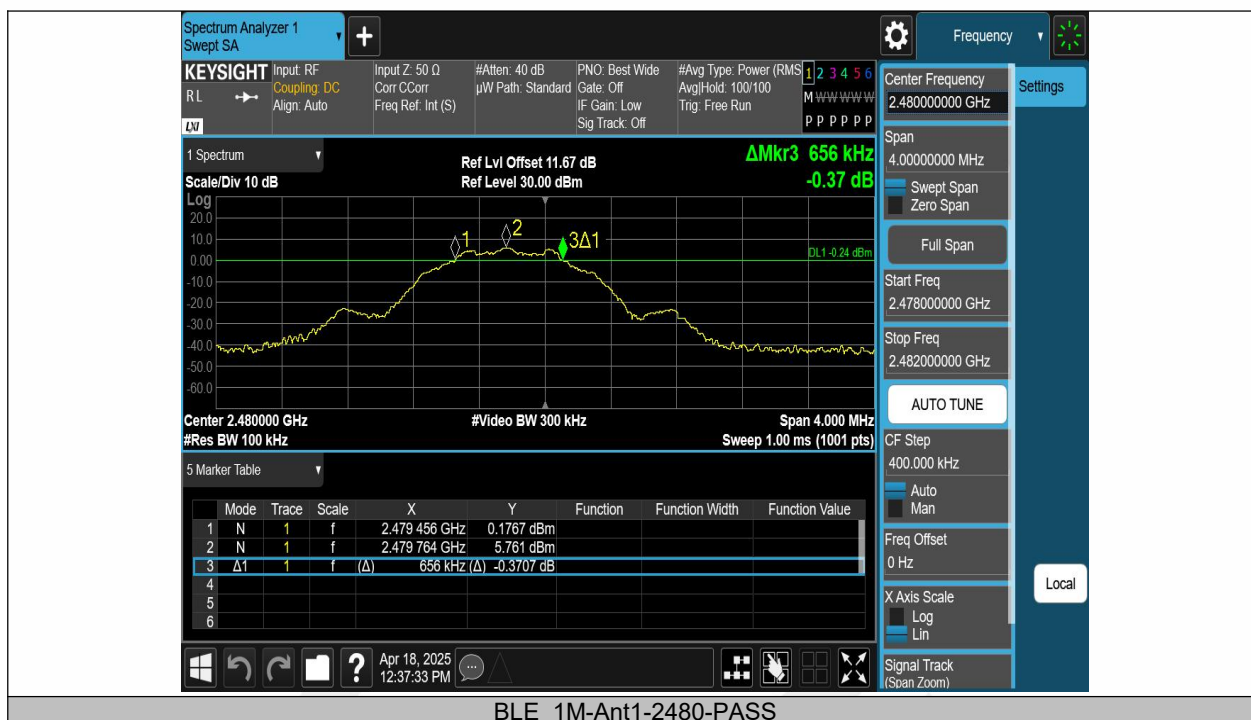 Spectrum Analyzer 1
Swept SA
+
Frequency
KEYSIGHT
RL
LXI
Input: RF
Coupling: DC
Align: Auto
Input Z: 50 Ω
Corr CCorr
Freq Ref: Int (S)
#Atten: 40 dB
µW Path: Standard
PNO: Best Wide
Gate: Off
IF Gain: Low
Sig Track: Off
#Avg Type: Power (RMS
Avg|Hold: 100/100
Trig: Free Run
1 2 3 4 5 6
M W W W W W
P P P P P P
Center Frequency
2.480000000 GHz
Settings
Span
4.00000000 MHz
Swept Span
Zero Span
Full Span
Start Freq
2.478000000 GHz
Stop Freq
2.482000000 GHz
AUTO TUNE
CF Step
400.000 kHz
Auto
Man
Freq Offset
0 Hz
X Axis Scale
Log
Lin
Signal Track
(Span Zoom)
Local
1 Spectrum
Scale/Div 10 dB
Log
Ref Lvl Offset 11.67 dB
Ref Level 30.00 dBm
ΔMkr3 656 kHz
-0.37 dB
20.0
10.0
0.00
-10.0
-20.0
-30.0
-40.0
-50.0
-60.0
1
2
3Δ1
DL1 -0.24 dBm
Center 2.480000 GHz
#Video BW 300 kHz
Span 4.000 MHz
#Res BW 100 kHz
Sweep 1.00 ms (1001 pts)
5 Marker Table
Mode Trace Scale X Y Function Function Width Function Value
1 N 1 f 2.479 456 GHz 0.1767 dBm
2 N 1 f 2.479 764 GHz 5.761 dBm
3 Δ1 1 f (Δ) 656 kHz (Δ) -0.3707 dB
4
5
6
?
Apr 18, 2025
12:37:33 PM
BLE_1M-Ant1-2480-PASS